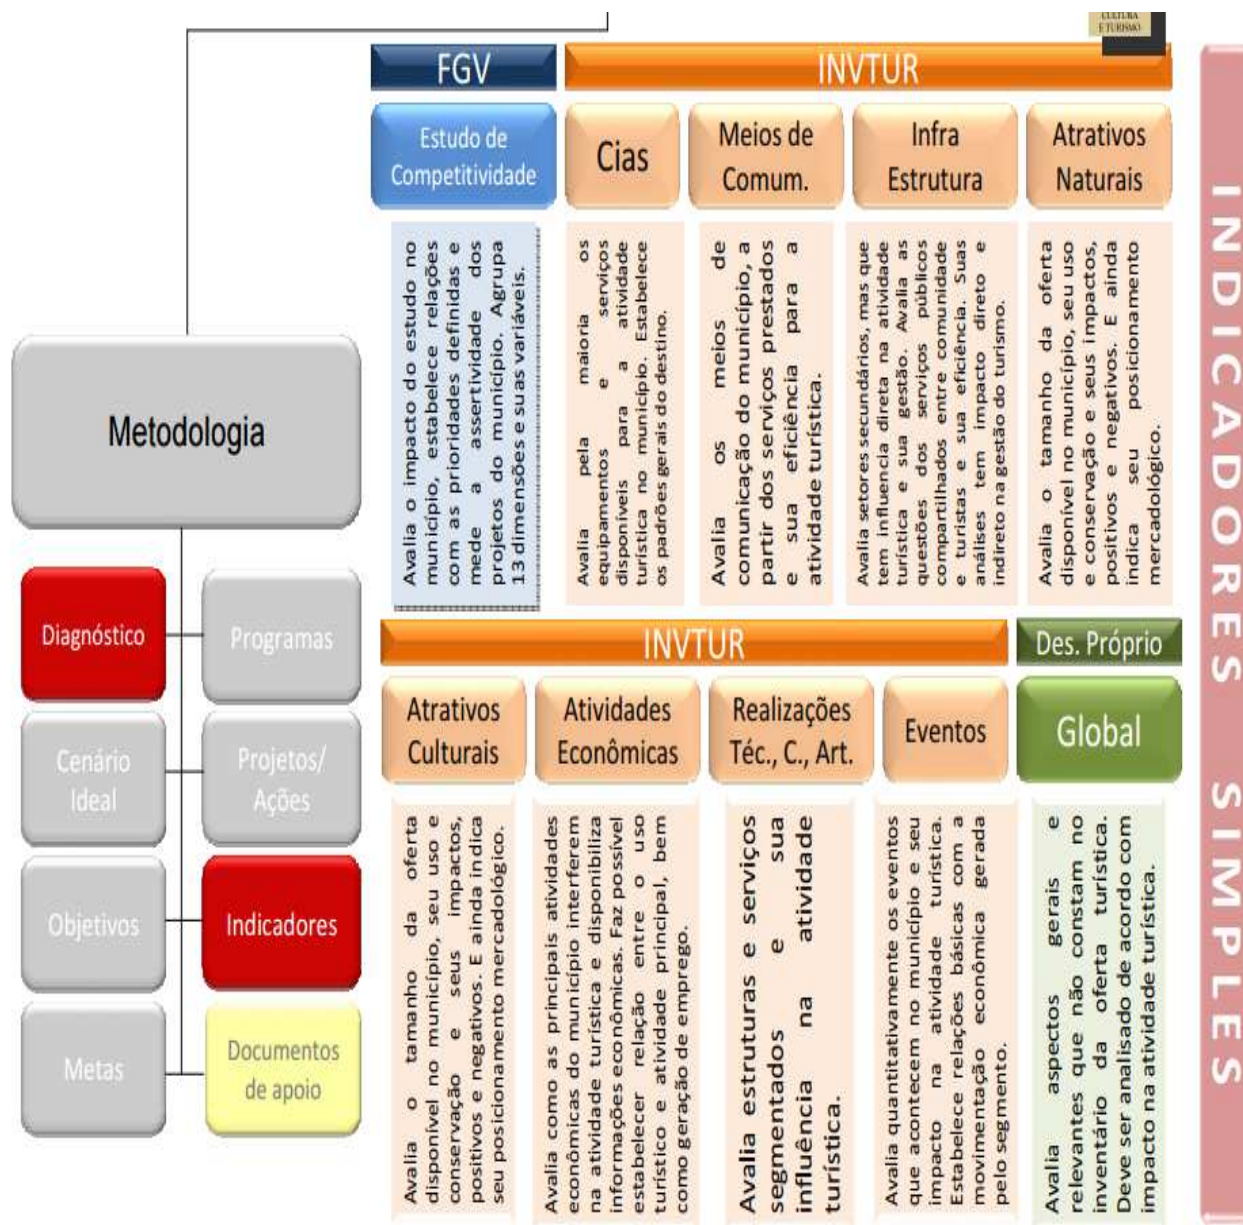 CULTURA
E TURISMO
FGV
INVTUR
Estudo de
Competitividade
Cias
Meios de
Comum.
Infra
Estrutura
Atrativos
Naturais
Avalia o impacto do estudo no
município, estabelece relações
com as prioridades definidas e
mede a assertividade dos
projetos do município. Agrupa
13 dimensões e suas variáveis.
Avalia pela maioria os
equipamentos e serviços
disponíveis para a atividade
turística no município. Estabelece
os padrões gerais do destino.
Avalia os meios de
comunicação do município, a
partir dos serviços prestados
e sua eficiência para a
atividade turística.
Avalia setores secundários, mas que
tem influencia direta na atividade
turística e sua gestão. Avalia as
questões dos serviços públicos
compartilhados entre comunidade
e turistas e sua eficiência. Suas
análises tem impacto direto e
indireto na gestão do turismo.
Avalia o tamanho da oferta
disponível no município, seu uso
e conservação e seus impactos,
positivos e negativos. E ainda
indica seu posicionamento
mercadológico.
Metodologia
Diagnóstico
Programas
Cenário
Ideal
Projetos/
Ações
Objetivos
Indicadores
Metas
Documentos
de apoio
INVTUR
Des. Próprio
Atrativos
Culturais
Atividades
Econômicas
Realizações
Téc., C., Art.
Eventos
Global
Avalia o tamanho da oferta
disponível no município, seu uso e
conservação e seus impactos,
positivos e negativos. E ainda indica
seu posicionamento mercadológico.
Avalia como as principais atividades
econômicas do município interferem
na atividade turística e disponibiliza
informações econômicas. Faz possível
estabelecer relação entre o uso
turístico e atividade principal, bem
como geração de emprego.
Avalia estruturas e serviços
segmentados e sua
influência na atividade
turística.
Avalia quantitativamente os eventos
que acontecem no município e seu
impacto na atividade turística.
Estabelece relações básicas com a
movimentação econômica gerada
pelo segmento.
Avalia aspectos gerais e
relevantes que não constam no
inventário da oferta turística.
Deve ser analisado de acordo com
impacto na atividade turística.
INDICADORES SIMPLES